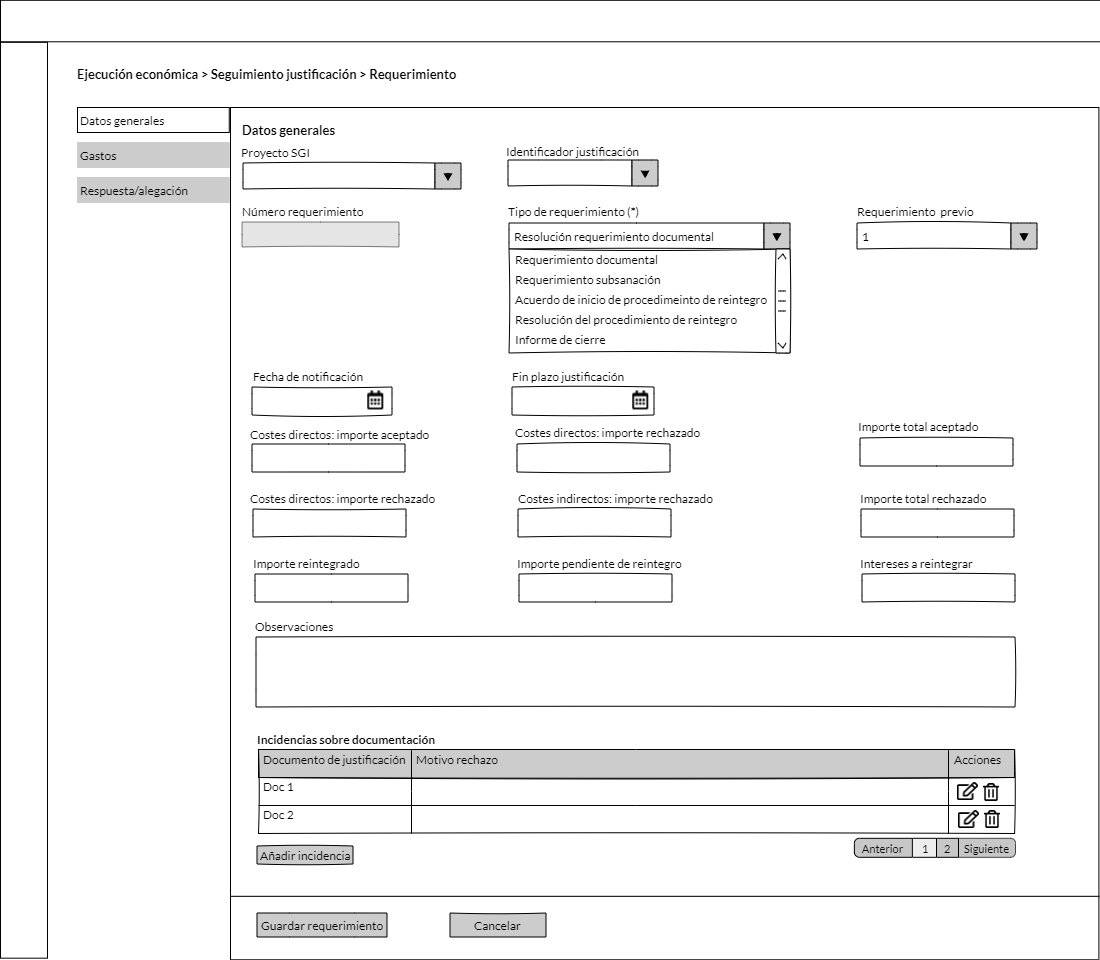 Ejecución económica > Seguimiento justificación > Requerimiento
Datos generales
Gastos
Respuesta/alegación
Datos generales
Proyecto SGI
Identificador justificación
Número requerimiento
Tipo de requerimiento (*)
Requerimiento previo
Resolución requerimiento documental
1
Requerimiento documental
Requerimiento subsanación
Acuerdo de inicio de procedimeinto de reintegro
Resolución del procedimiento de reintegro
Informe de cierre
Fecha de notificación
Fin plazo justificación
Costes directos: importe aceptado
Costes directos: importe rechazado
Importe total aceptado
Costes directos: importe rechazado
Costes indirectos: importe rechazado
Importe total rechazado
Importe reintegrado
Importe pendiente de reintegro
Intereses a reintegrar
Observaciones
Incidencias sobre documentación
Documento de justificación
Motivo rechazo
Acciones
Doc 1
Doc 2
Añadir incidencia
Anterior 1 2 Siguiente
Guardar requerimiento
Cancelar